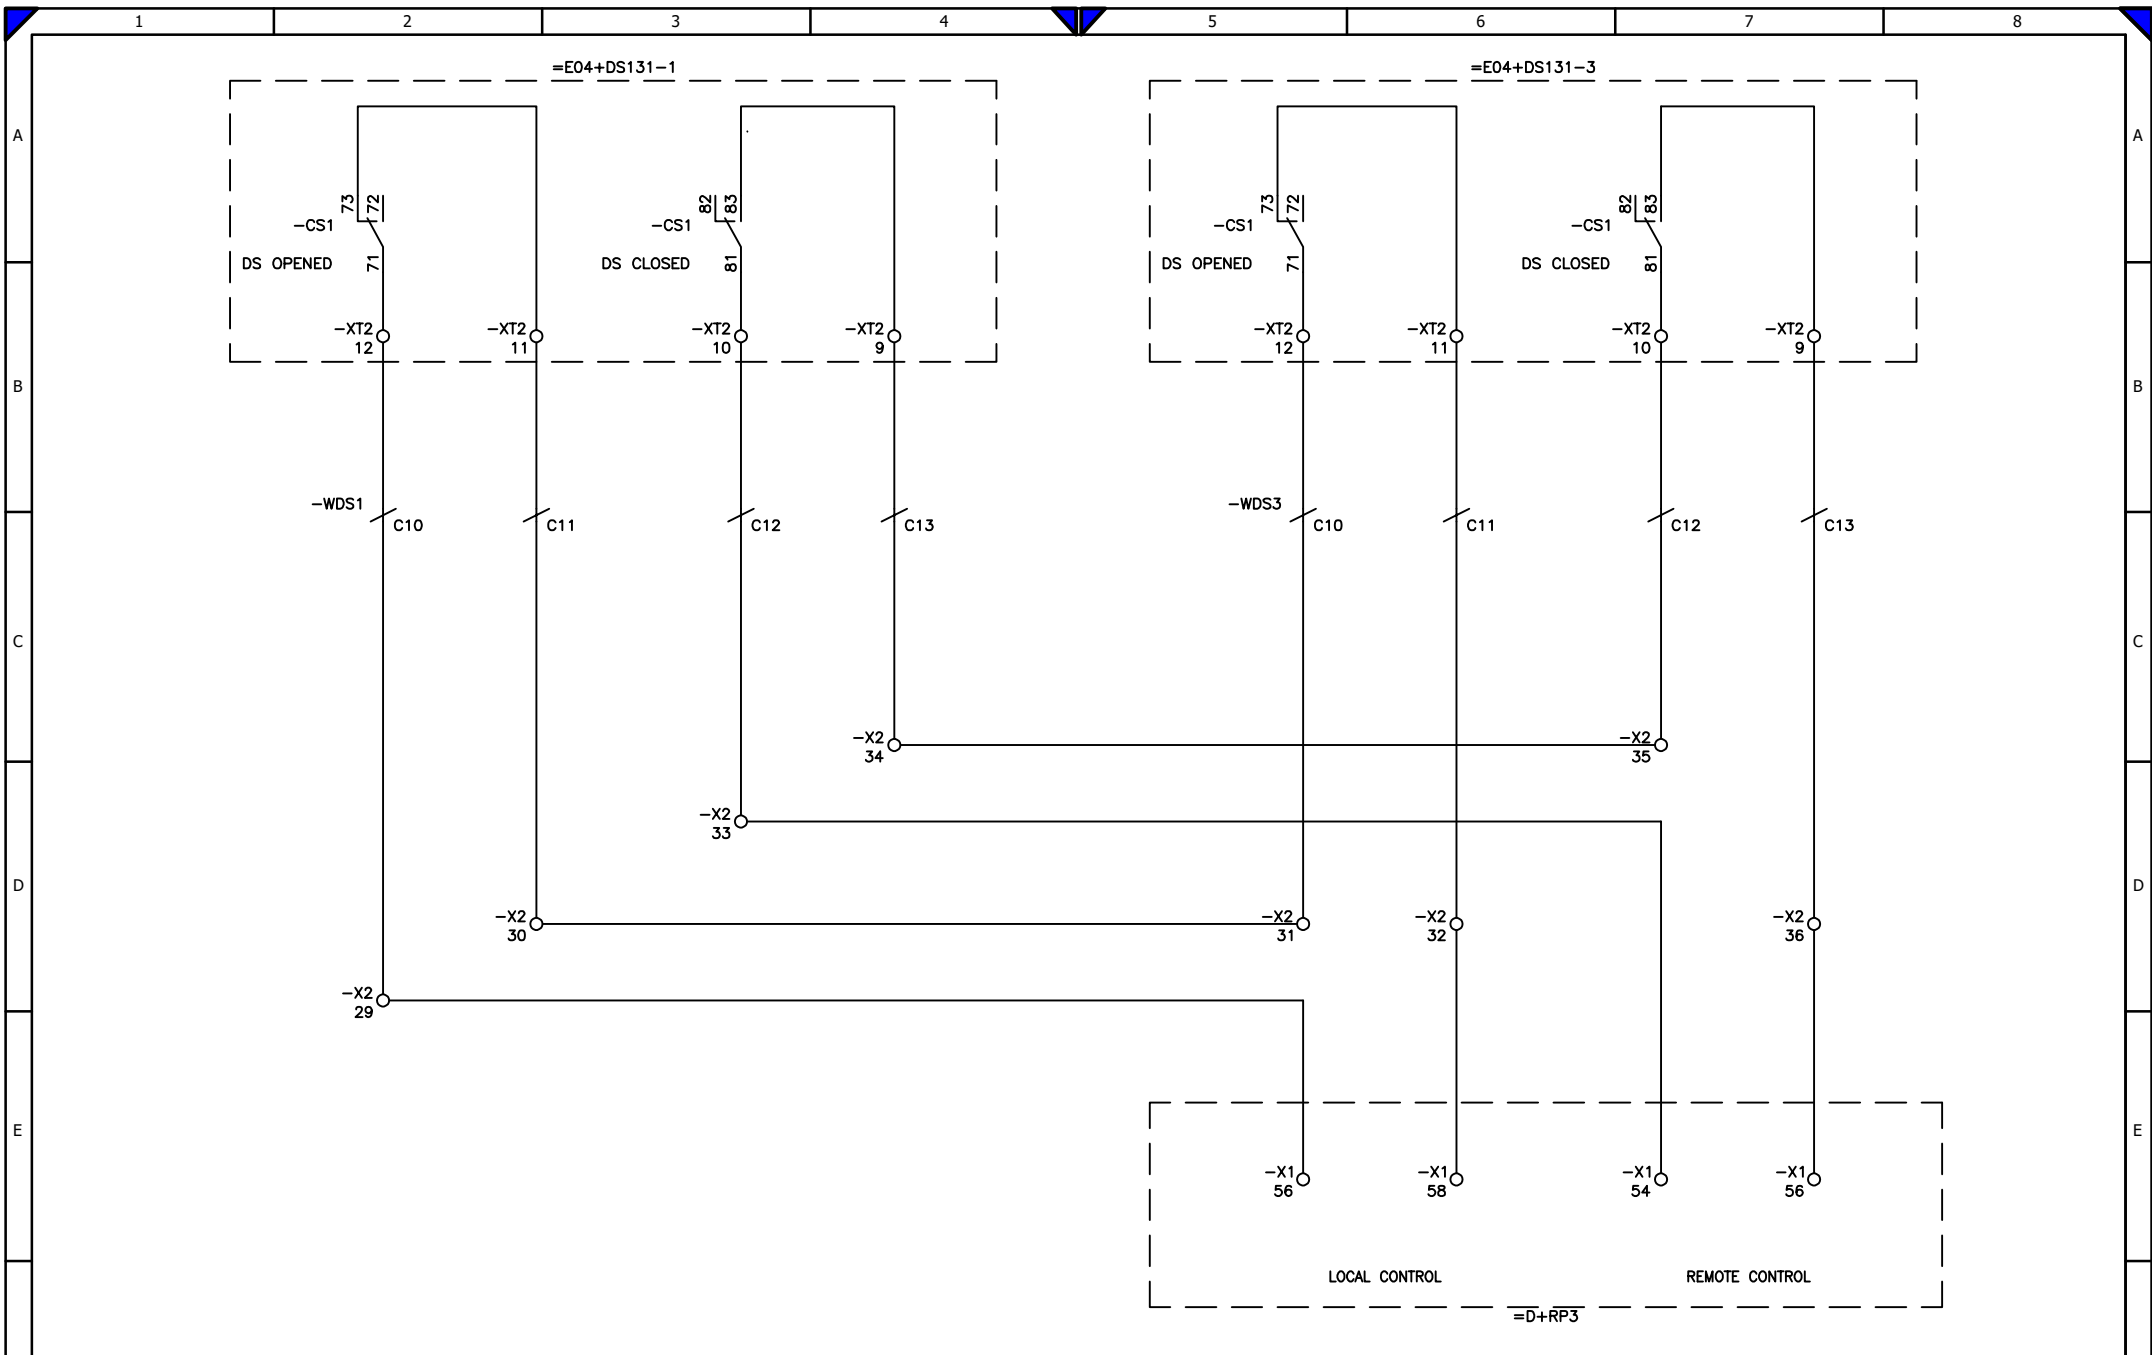 1 2 3 4 5 6 7 8
=E04+DS131-1 =E04+DS131-3
A A
73 72 82 83 73 72 82 83
-CS1 -CS1 -CS1 -CS1
DS OPENED 71 DS CLOSED 81 DS OPENED 71 DS CLOSED 81
-XT2 -XT2 -XT2 -XT2 -XT2 -XT2 -XT2 -XT2
12 11 10 9 12 11 10 9
B B
-WDS1 -WDS3
C10 C11 C12 C13 C10 C11 C12 C13
C C
-X2 -X2
34 35
-X2
33
D D
-X2 -X2 -X2 -X2
30 31 32 36
-X2
29
E E
-X1 -X1 -X1 -X1
56 58 54 56
LOCAL CONTROL REMOTE CONTROL
=D+RP3